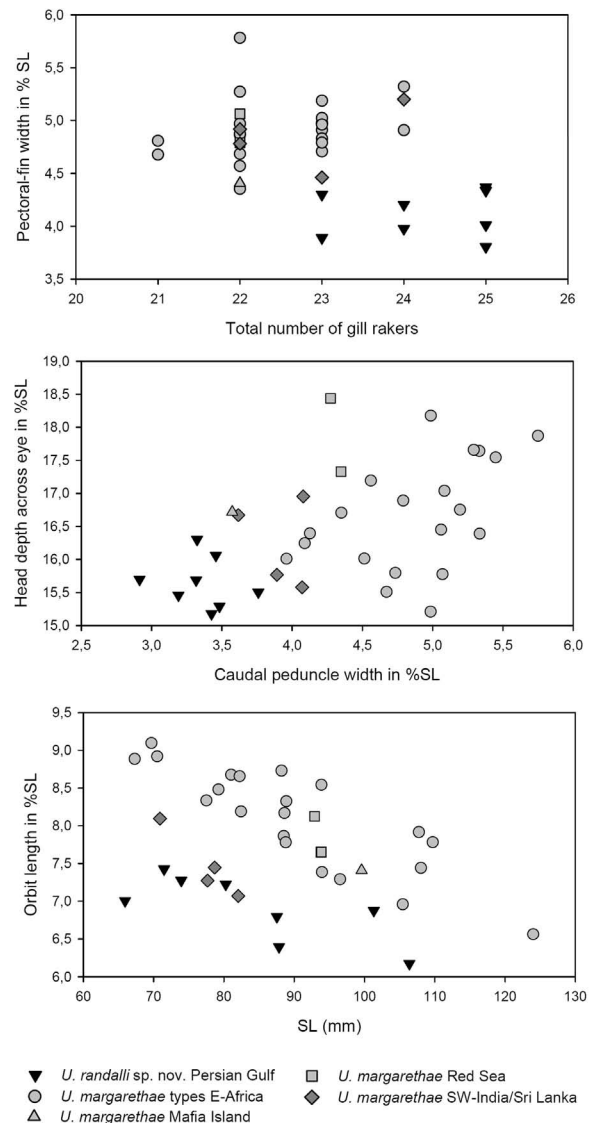 6,0
5,5
5,0
4,5
4,0
3,5
Pectoral-fin width in % SL
20 21 22 23 24 25 26
Total number of gill rakers
19,0
18,5
18,0
17,5
17,0
16,5
16,0
15,5
15,0
Head depth across eye in %SL
2,5 3,0 3,5 4,0 4,5 5,0 5,5 6,0
Caudal peduncle width in %SL
9,5
9,0
8,5
8,0
7,5
7,0
6,5
6,0
Orbit length in %SL
60 70 80 90 100 110 120 130
SL (mm)
U. randalli sp. nov. Persian Gulf
U. margarethae types E-Africa
U. margarethae Mafia Island
U. margarethae Red Sea
U. margarethae SW-India/Sri Lanka